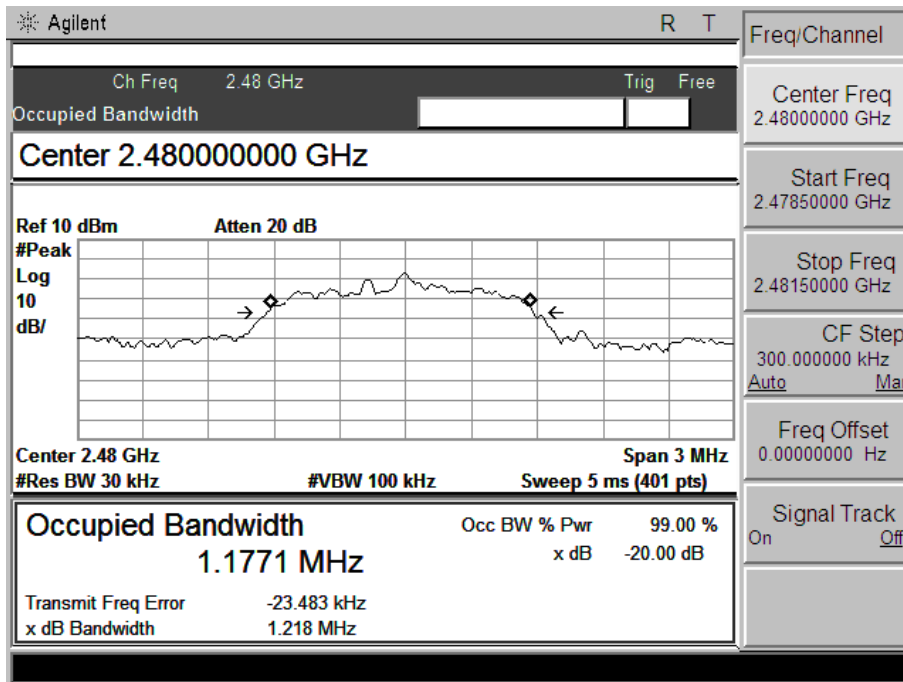 Agilent R T
Ch Freq 2.48 GHz Trig Free
Occupied Bandwidth
Center 2.480000000 GHz
Ref 10 dBm Atten 20 dB
#Peak
Log
10
dB/
Center 2.48 GHz Span 3 MHz
#Res BW 30 kHz #VBW 100 kHz Sweep 5 ms (401 pts)
Occupied Bandwidth
1.1771 MHz
Occ BW % Pwr 99.00 %
x dB -20.00 dB
Transmit Freq Error -23.483 kHz
x dB Bandwidth 1.218 MHz
Freq/Channel
Center Freq
2.48000000 GHz
Start Freq
2.47850000 GHz
Stop Freq
2.48150000 GHz
CF Step
300.000000 kHz
Auto Ma
Freq Offset
0.00000000 Hz
Signal Track
On Off